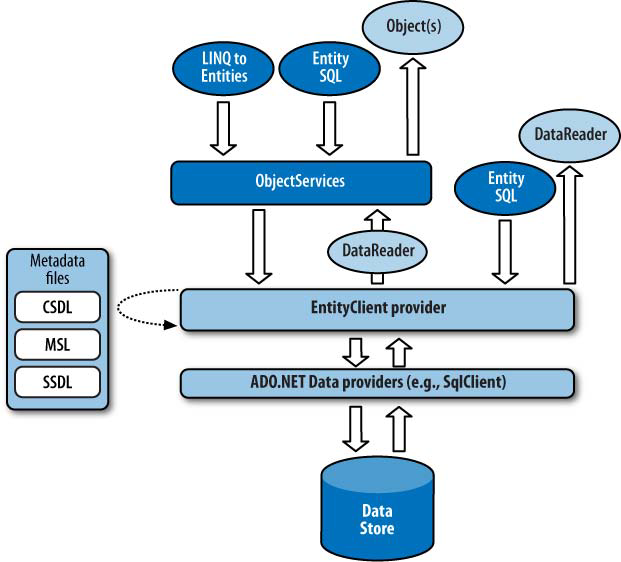 Object(s)
LINQ to
Entities
Entity
SQL
DataReader
ObjectServices
Entity
SQL
DataReader
Metadata
files
CSDL
MSL
SSDL
EntityClient provider
ADO.NET Data providers (e.g., SqlClient)
Data
Store